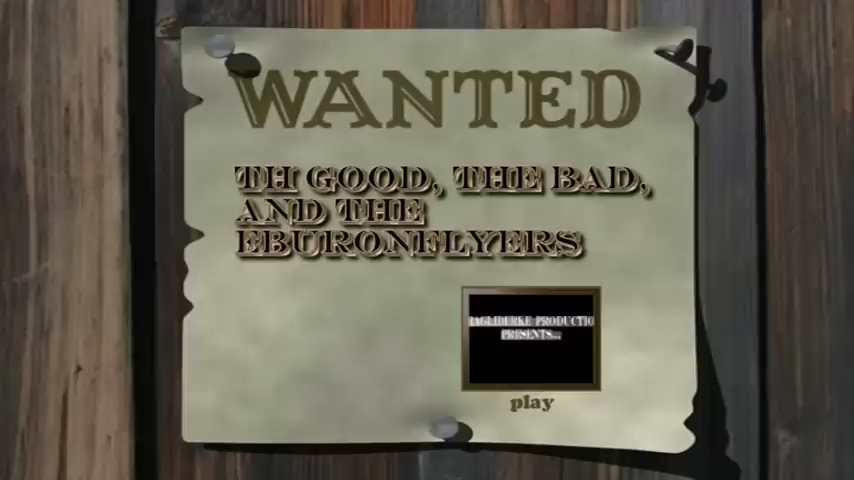 WANTED
TH GOOD, THE BAD,
AND THE
EBURONFLYERS
PRESENTS...
play